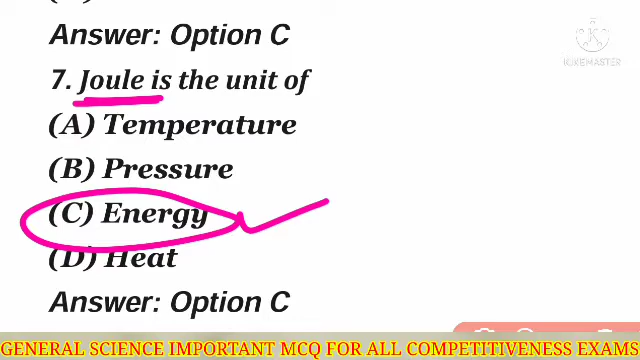 Answer: Option C
KINEMASTER
7. Joule is the unit of
(A) Temperature
(B) Pressure
(C) Energy
(D) Heat
Answer: Option C
GENERAL SCIENCE IMPORTANT MCQ FOR ALL COMPETITIVENESS EXAMS